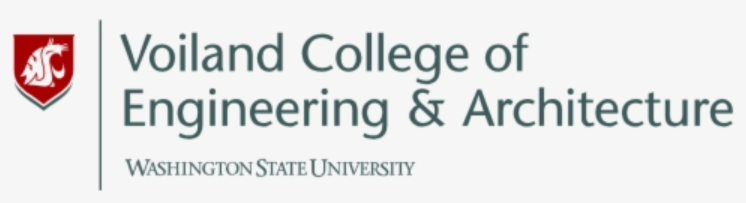 Voiland College of
Engineering & Architecture
WASHINGTON STATE UNIVERSITY